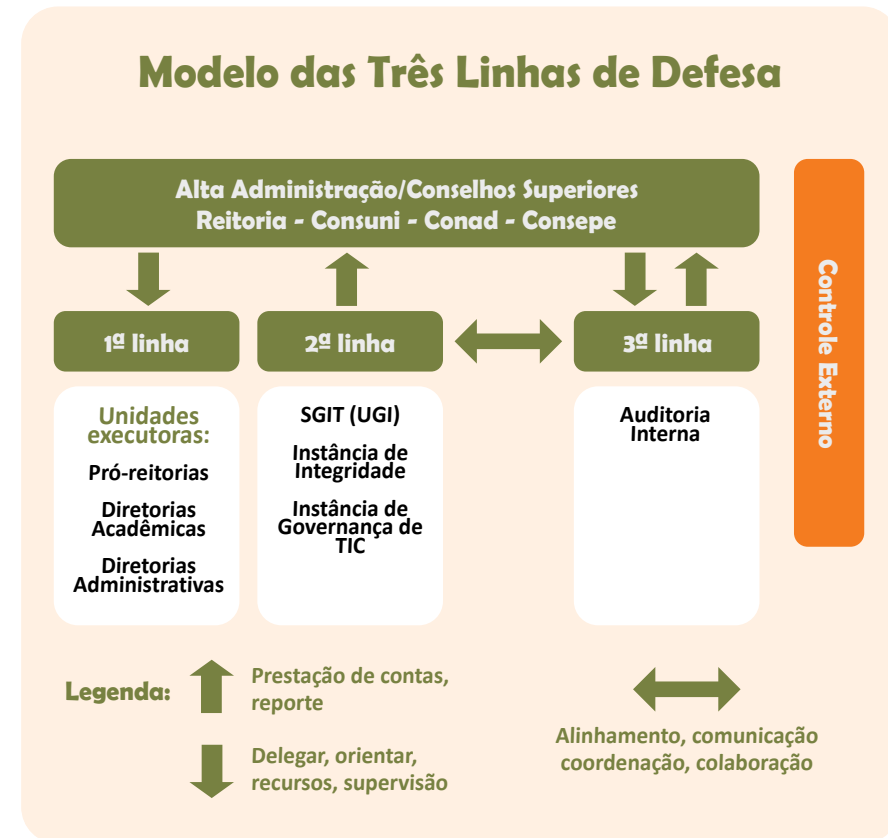 Modelo das Três Linhas de Defesa
Alta Administração/Conselhos Superiores
Reitoria - Consuni - Conad - Consepe
Controle Externo
1ª linha
2ª linha
3ª linha
Unidades
executoras:
Pró-reitorias
Diretorias
Acadêmicas
Diretorias
Administrativas
SGIT (UGI)
Instância de
Integridade
Instância de
Governança de
TIC
Auditoria
Interna
Legenda:
Prestação de contas,
reporte
Delegar, orientar,
recursos, supervisão
Alinhamento, comunicação
coordenação, colaboração